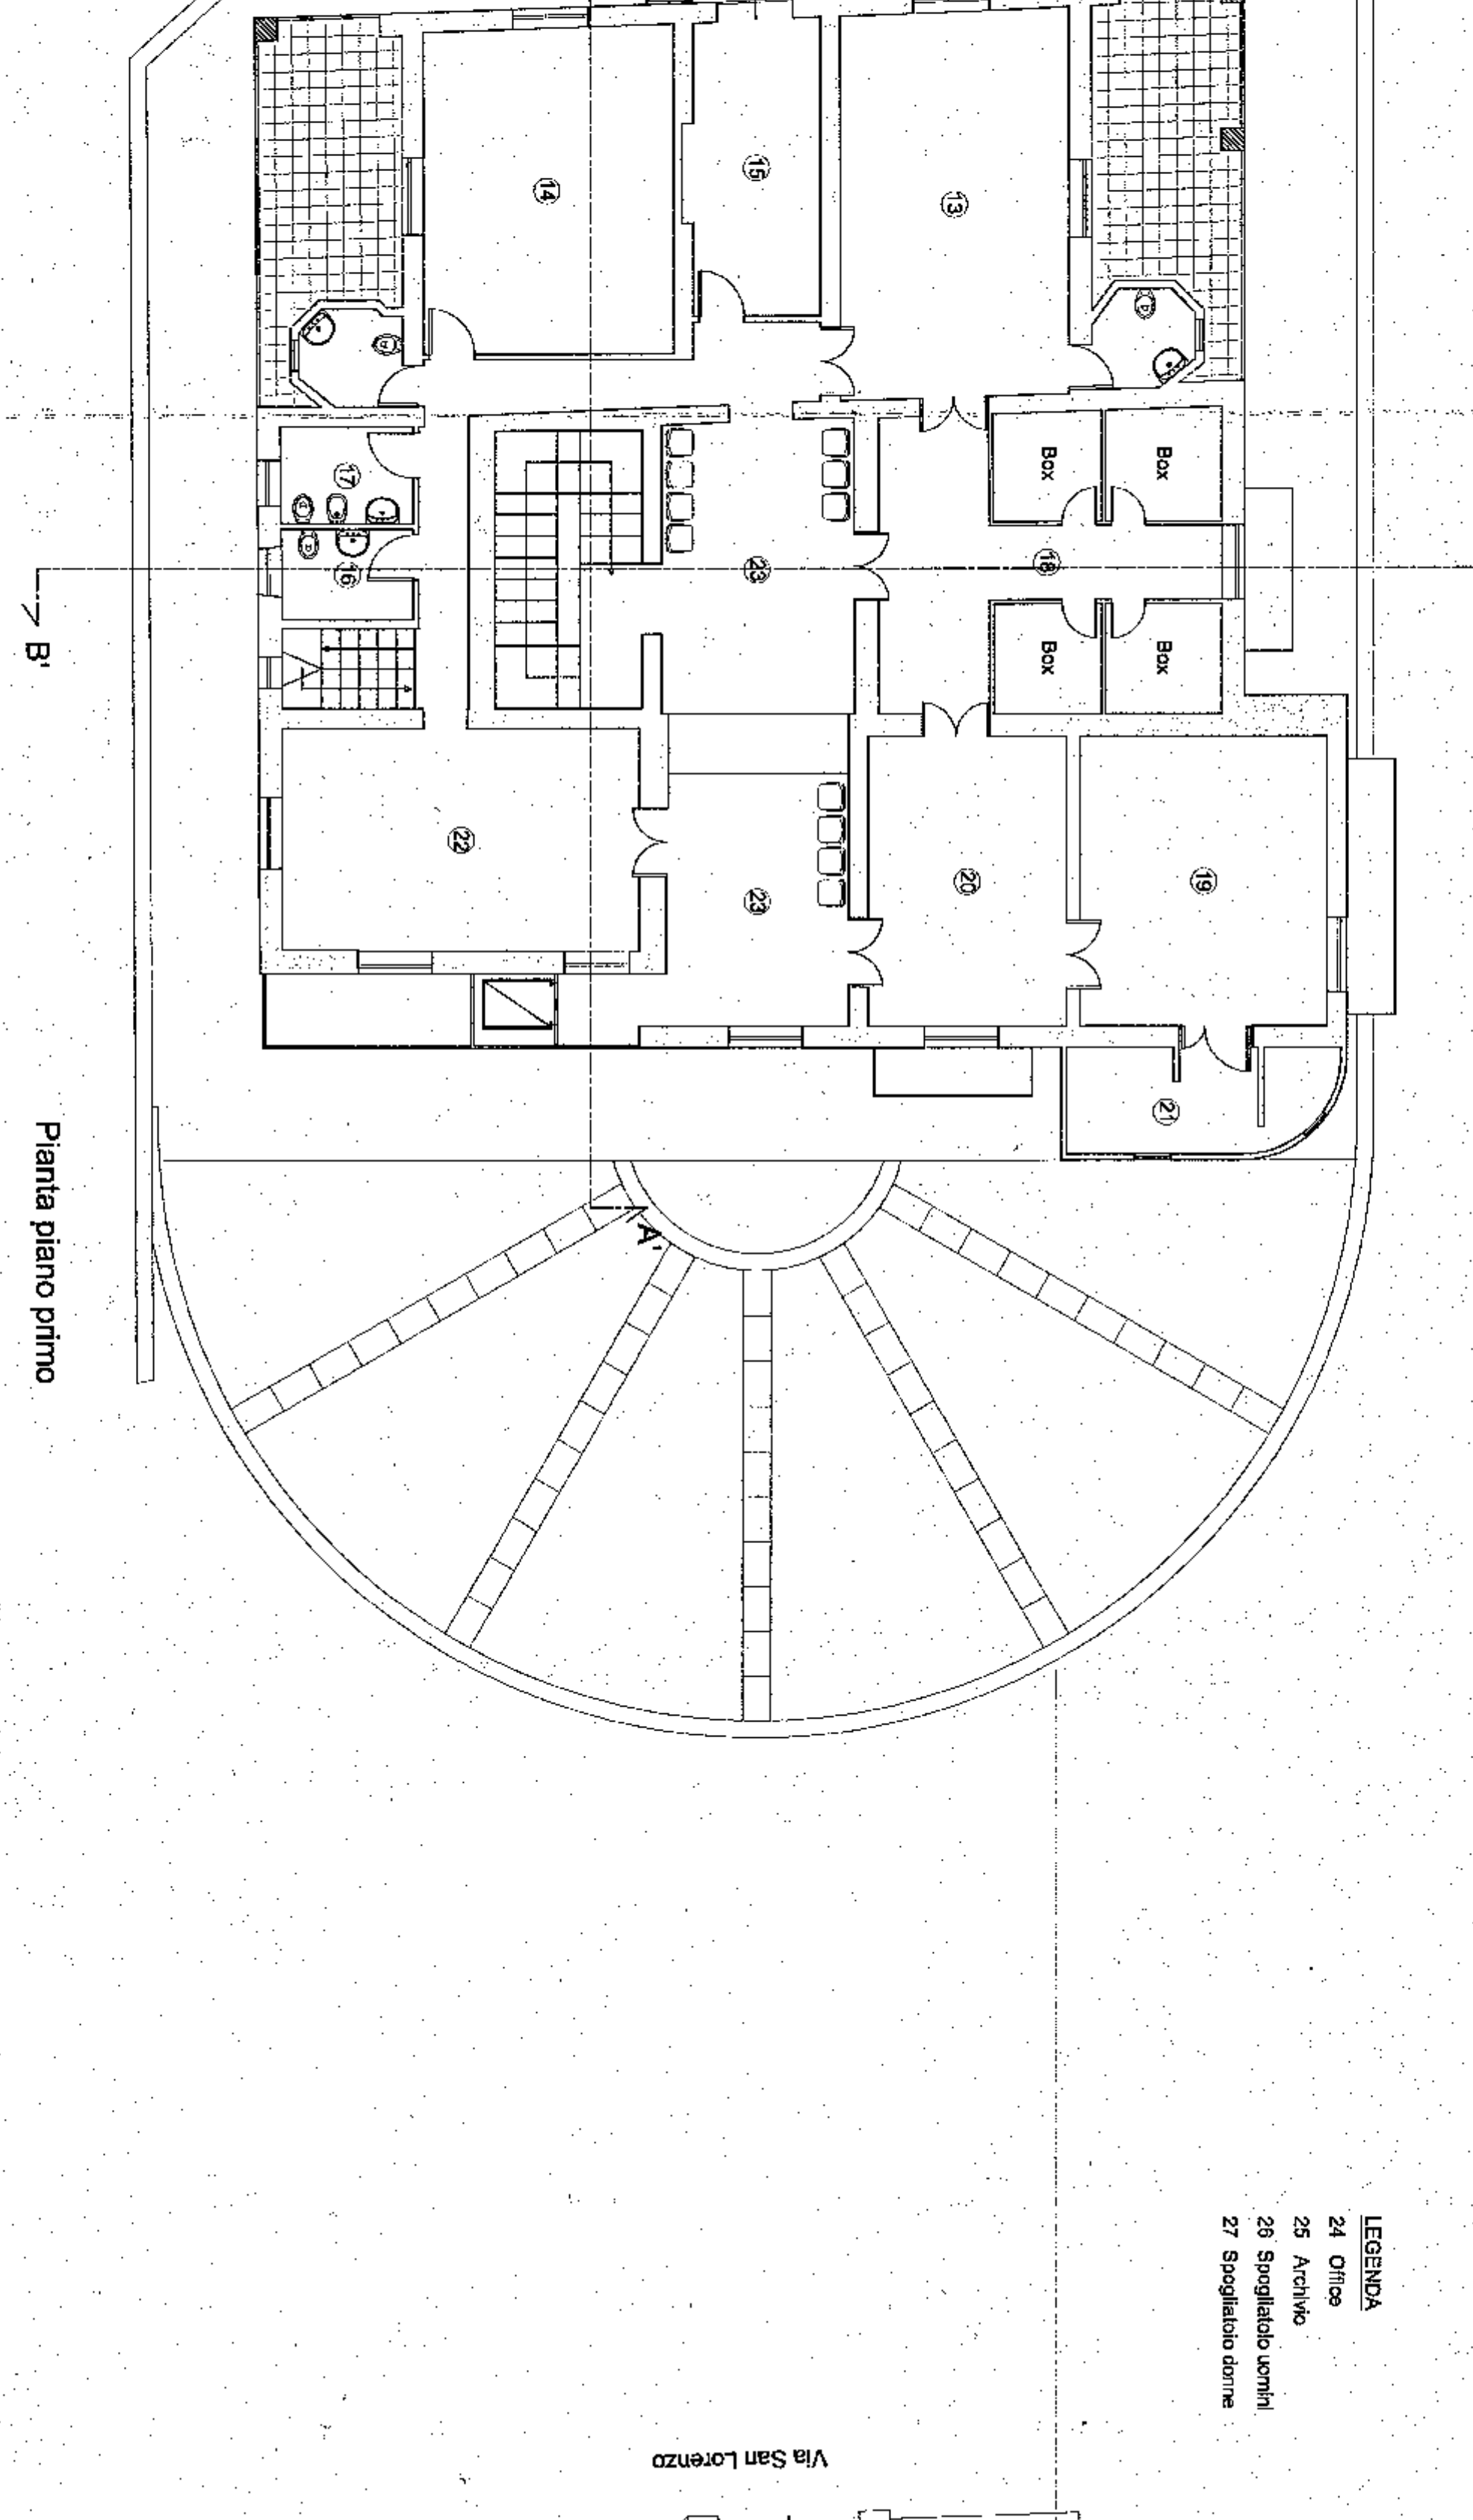 14
15
13
17
16
23
18
Box
Box
Box
Box
22
23
20
19
21
B'
A'
Pianta piano primo
LEGENDA
24 Office
25 Archivio
26 Spogliatoio uomini
27 Spogliatoio donne
Via San Lorenzo